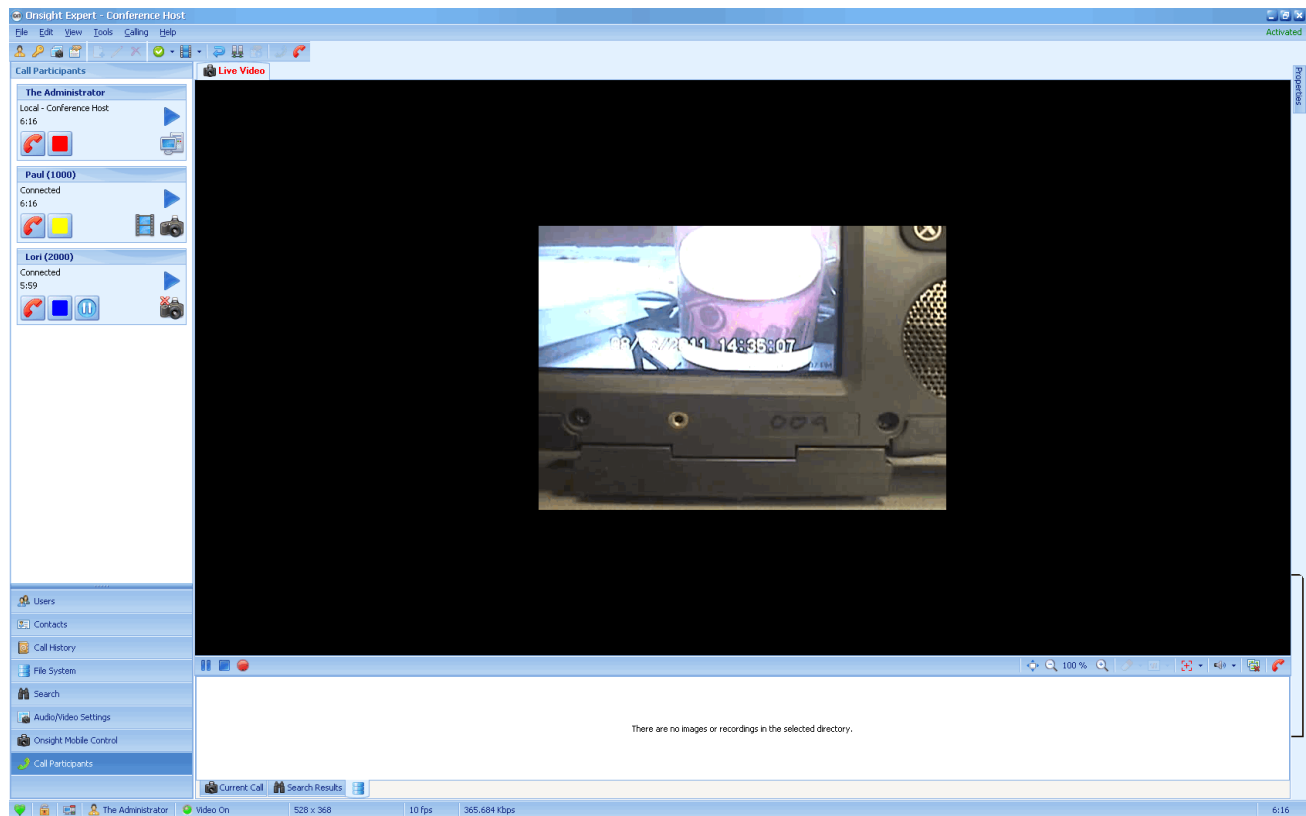 Onsight Expert - Conference Host
File Edit View Tools Calling Help
Activated
Call Participants
Live Video
Properties
The Administrator
Local - Conference Host
6:16
Paul (1000)
Connected
6:16
Lori (2000)
Connected
5:59
14:35:07
009
Users
Contacts
Call History
File System
Search
Audio/Video Settings
Onsight Mobile Control
Call Participants
100 %
There are no images or recordings in the selected directory.
Current Call Search Results
The Administrator Video On 528 x 368 10 fps 365.684 Kbps 6:16